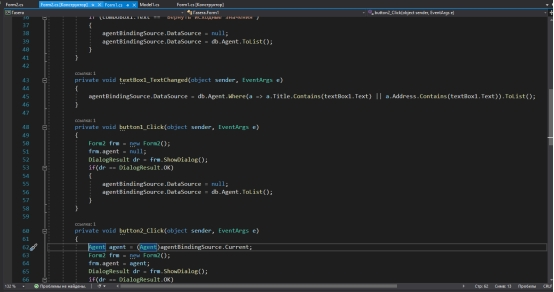 Form2.cs
Form1.cs [Конструктор]
Form1.cs
Model1.cs
Form2.cs [Конструктор]
Газета
Газета.Form1
button2_Click(object sender, EventArgs e)
36 if (comboBox1.Text == "Вернуть исходные значения")
37 {
38 agentBindingSource.DataSource = null;
39 agentBindingSource.DataSource = db.Agent.ToList();
40 }
41 }
42
ссылка: 1
43 private void textBox1_TextChanged(object sender, EventArgs e)
44 {
45 agentBindingSource.DataSource = db.Agent.Where(a => a.Title.Contains(textBox1.Text) || a.Address.Contains(textBox1.Text)).ToList();
46 }
47
ссылка: 1
48 private void button1_Click(object sender, EventArgs e)
49 {
50 Form2 frm = new Form2();
51 frm.agent = null;
52 DialogResult dr = frm.ShowDialog();
53 if(dr == DialogResult.OK)
54 {
55 agentBindingSource.DataSource = null;
56 agentBindingSource.DataSource = db.Agent.ToList();
57 }
58 }
59
ссылка: 1
60 private void button2_Click(object sender, EventArgs e)
61 {
62 Agent agent = (Agent)agentBindingSource.Current;
63 Form2 frm = new Form2();
64 frm.agent = agent;
65 DialogResult dr = frm.ShowDialog();
66 if(dr == DialogResult.OK)
132 %
Проблемы не найдены.
Стр: 62
Симв: 13
Пробелы
CRLF